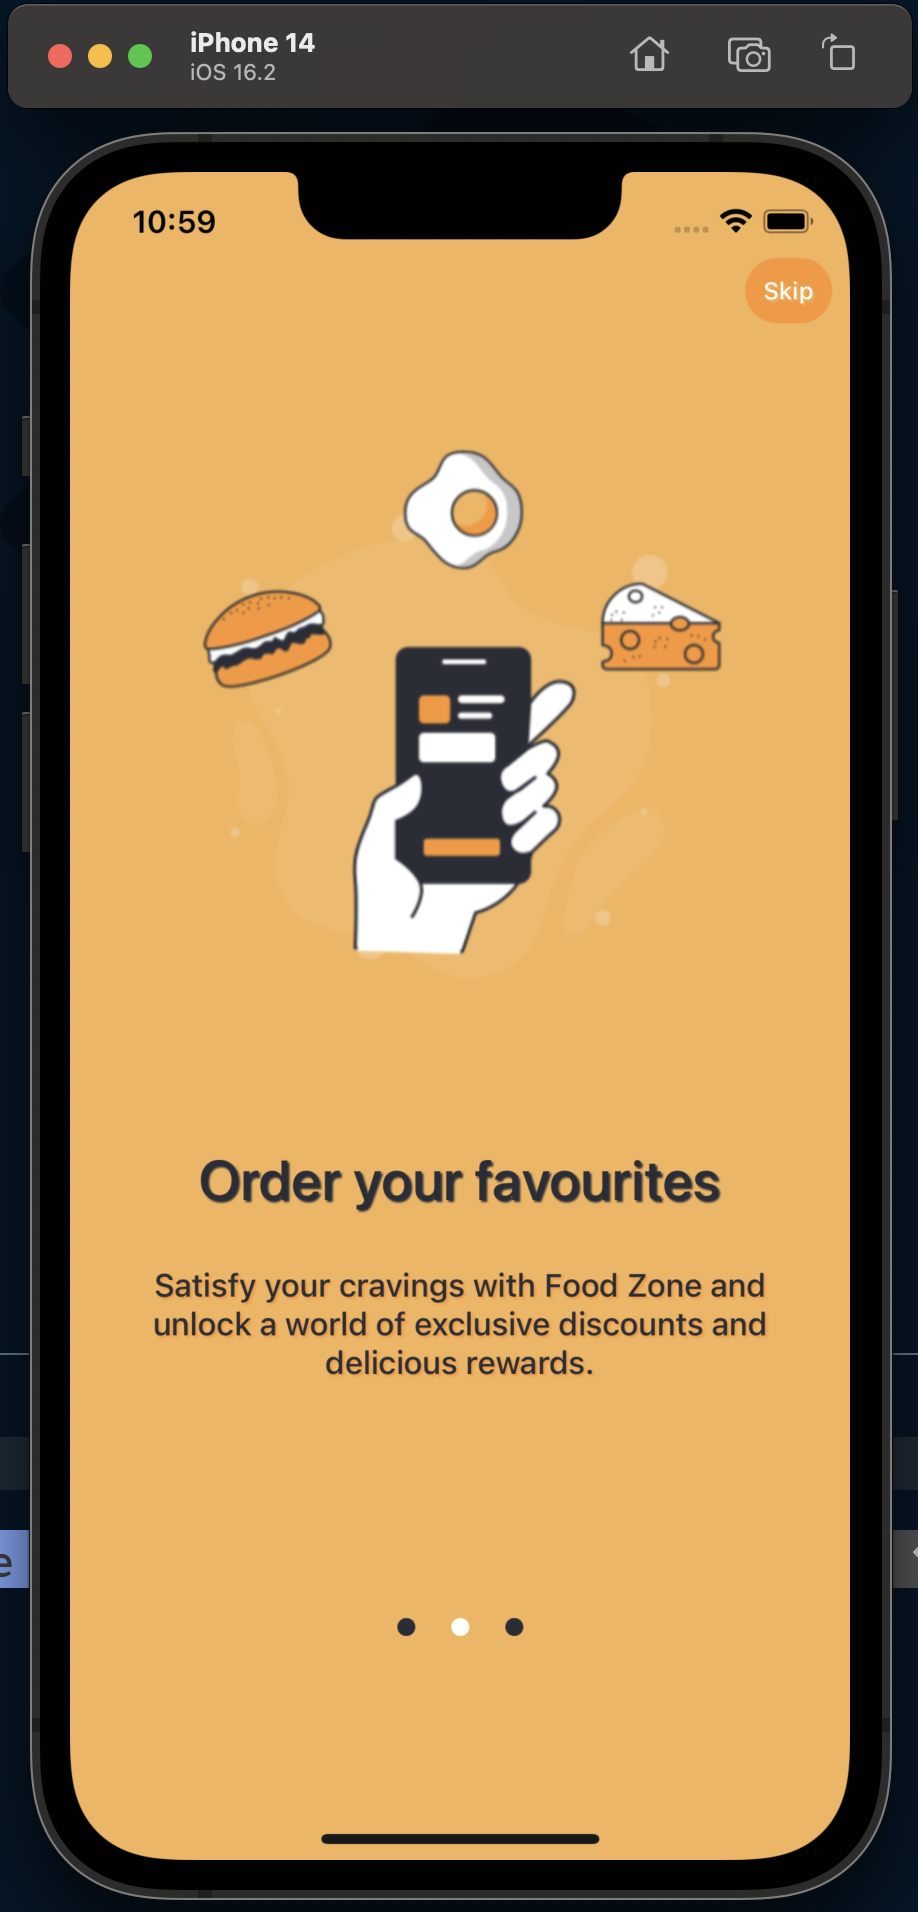 iPhone 14
iOS 16.2
10:59
Skip
Order your favourites
Satisfy your cravings with Food Zone and
unlock a world of exclusive discounts and
delicious rewards.
e